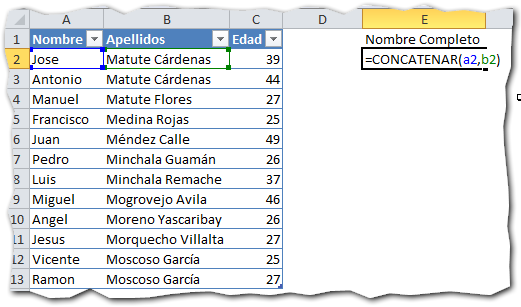 A B C D E
1 Nombre Apellidos Edad Nombre Completo
2 Jose Matute Cárdenas 39 =CONCATENAR(a2,b2)
3 Antonio Matute Cárdenas 44
4 Manuel Matute Flores 27
5 Francisco Medina Rojas 25
6 Juan Méndez Calle 49
7 Pedro Minchala Guamán 26
8 Luis Minchala Remache 37
9 Miguel Mogrovejo Avila 46
10 Angel Moreno Yascaribay 26
11 Jesus Morquecho Villalta 27
12 Vicente Moscoso García 25
13 Ramon Moscoso García 27